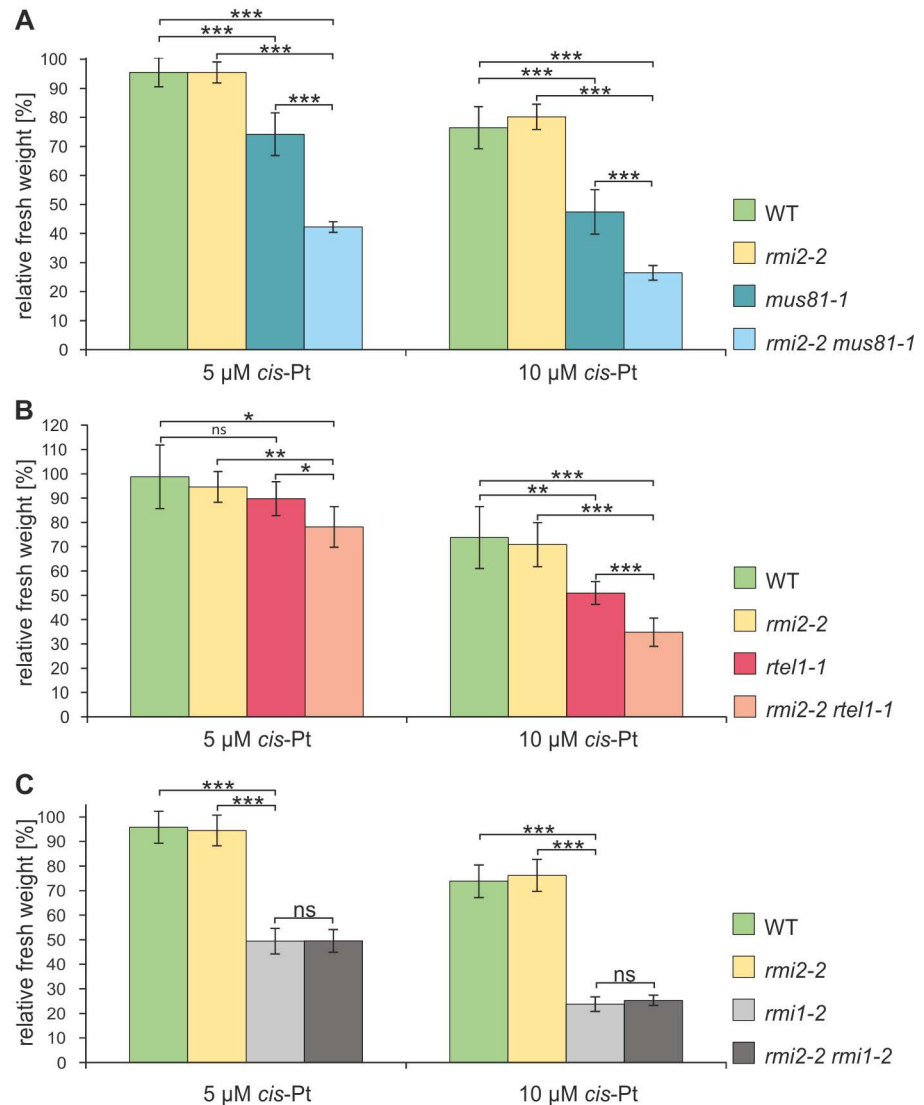 A
***
***
***
***
***
***
***
***
relative fresh weight [%]
100
90
80
70
60
50
40
30
20
10
0
5 µM cis-Pt
10 µM cis-Pt
WT
rmi2-2
mus81-1
rmi2-2 mus81-1
B
*
ns
**
*
***
**
***
***
relative fresh weight [%]
120
110
100
90
80
70
60
50
40
30
20
10
0
5 µM cis-Pt
10 µM cis-Pt
WT
rmi2-2
rtel1-1
rmi2-2 rtel1-1
C
***
***
ns
***
***
ns
relative fresh weight [%]
100
90
80
70
60
50
40
30
20
10
0
5 µM cis-Pt
10 µM cis-Pt
WT
rmi2-2
rmi1-2
rmi2-2 rmi1-2